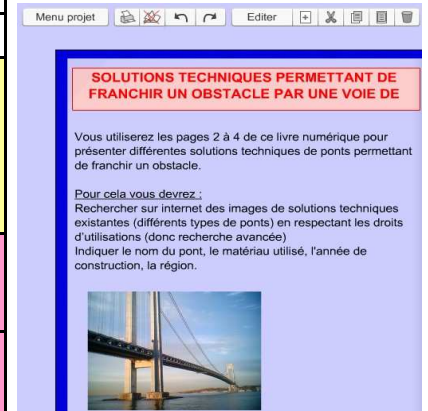 Menu projet
Editer
SOLUTIONS TECHNIQUES PERMETTANT DE
FRANCHIR UN OBSTACLE PAR UNE VOIE DE
Vous utiliserez les pages 2 à 4 de ce livre numérique pour
présenter différentes solutions techniques de ponts permettant
de franchir un obstacle.
Pour cela vous devrez :
Rechercher sur internet des images de solutions techniques
existantes (différents types de ponts) en respectant les droits
d'utilisations (donc recherche avancée)
Indiquer le nom du pont, le matériau utilisé, l'année de
construction, la région.